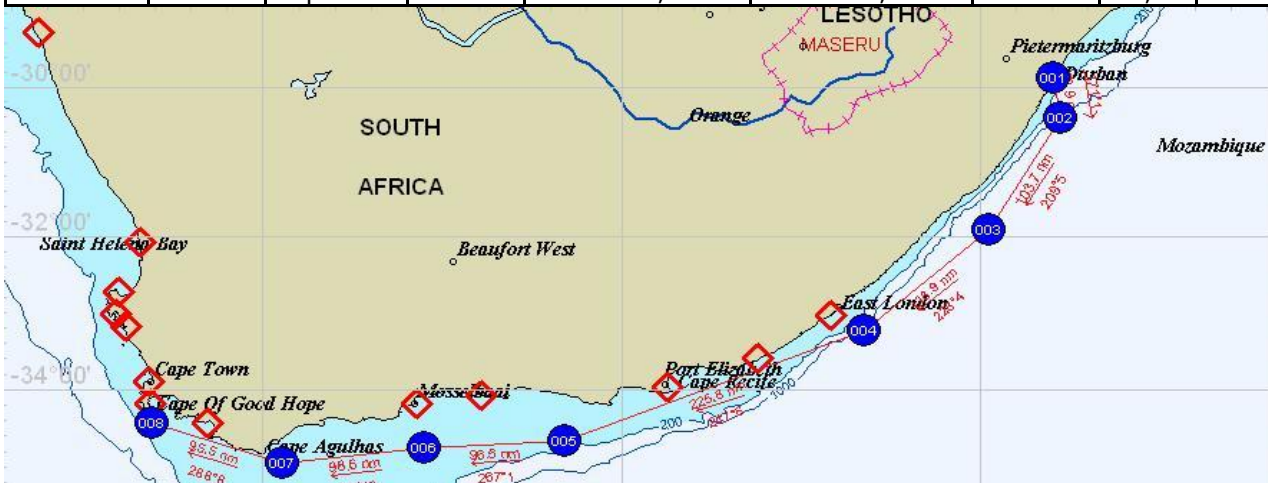 LESOTHO
MASERU
200
Pietermaritzburg
-30°00'
001
Durban
SOUTH
Orange
002
AFRICA
Mozambique
103.7 nm
209°5
-32°00'
003
Saint Helena Bay
Beaufort West
East London
004
-34°00'
Cape Town
Port Elizabeth
Cape Recife
1000
Cape Of Good Hope
225.8 nm
008
200
005
006
Cape Agulhas
95.5 nm
007
98.6 nm
96.5 nm
288°6
267°1